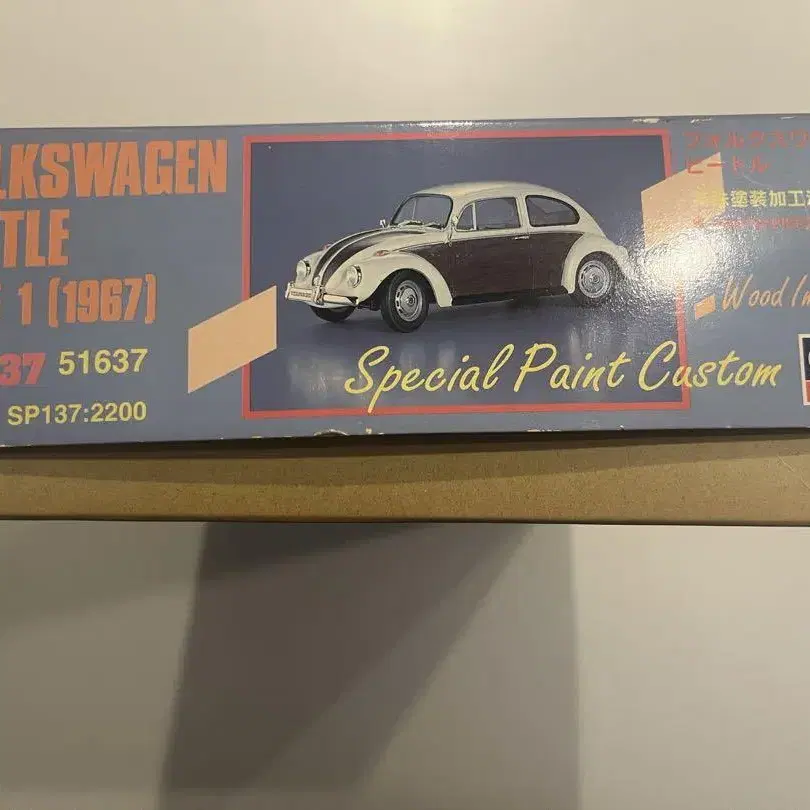 LKSWAGEN
TLE
1 (1967)
37 51637
SP137:2200
Special Paint Custom
フォルクスワ
ビートル
塗装加工
Wood In